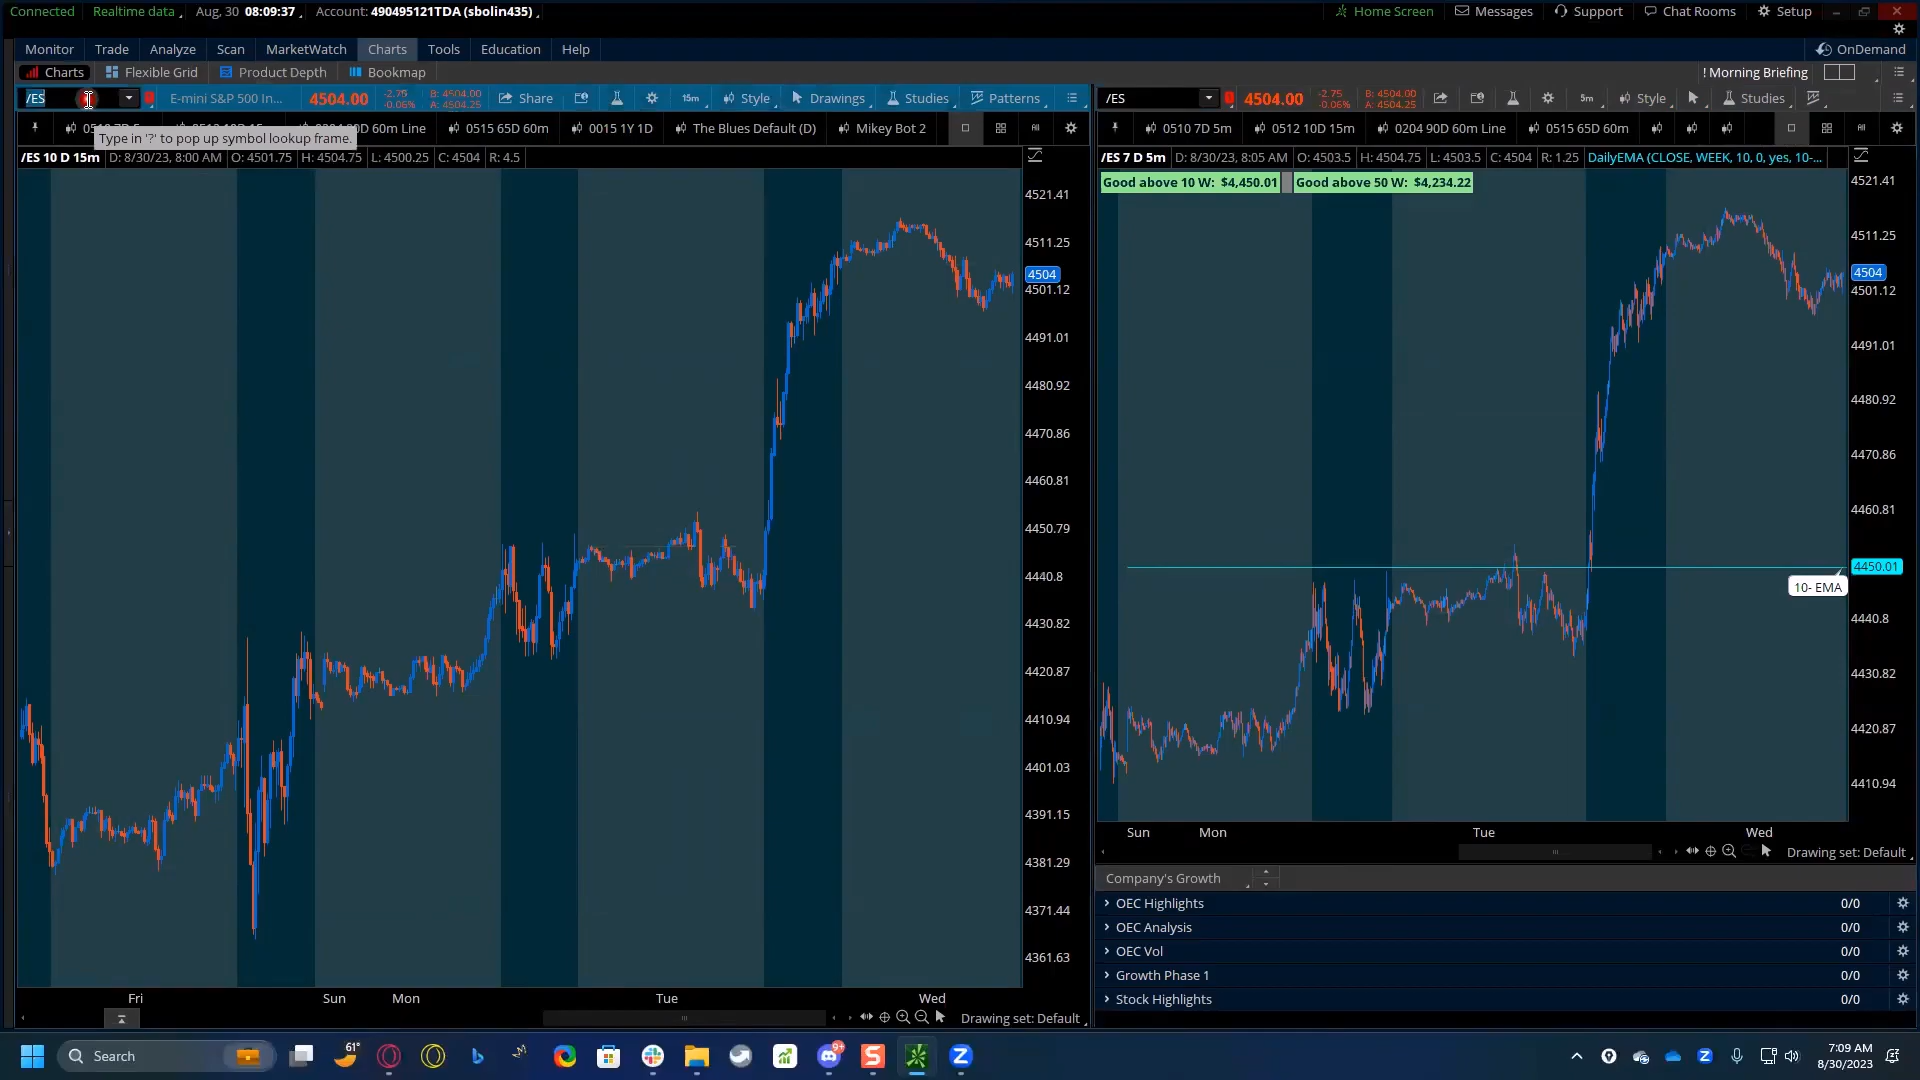 Connected Realtime data Aug, 30 08:09:37 Account: 490495121TDA (sbolin435) Home Screen Messages Support Chat Rooms Setup
Monitor Trade Analyze Scan MarketWatch Charts Tools Education Help OnDemand
Charts Flexible Grid Product Depth Bookmap ! Morning Briefing
/ES E-mini S&P 500 In... 4504.00 -2.75 -0.06% B: 4504.00 A: 4504.25 Share 15m Style Drawings Studies Patterns
/ES 4504.00 -2.75 -0.06% B: 4504.00 A: 4504.25 5m Style Studies
D 60m Line 0515 65D 60m 0015 1Y 1D The Blues Default (D) Mikey Bot 2
0510 7D 5m 0512 10D 15m 0204 90D 60m Line 0515 65D 60m
Type in '?' to pop up symbol lookup frame.
/ES 10 D 15m D: 8/30/23, 8:00 AM O: 4501.75 H: 4504.75 L: 4500.25 C: 4504 R: 4.5
/ES 7 D 5m D: 8/30/23, 8:05 AM O: 4503.5 H: 4504.75 L: 4503.5 C: 4504 R: 1.25 DailyEMA (CLOSE, WEEK, 10, 0, yes, 10-...
Good above 10 W: $4,450.01 Good above 50 W: $4,234.22
4521.41
4511.25
4504
4501.12
4491.01
4480.92
4470.86
4460.81
4450.79
4440.8
4430.82
4420.87
4410.94
4401.03
4391.15
4381.29
4371.44
4361.63
Fri Sun Mon Tue Wed
Drawing set: Default
4521.41
4511.25
4504
4501.12
4491.01
4480.92
4470.86
4460.81
4450.01
10- EMA
4440.8
4430.82
4420.87
4410.94
Sun Mon Tue Wed
Drawing set: Default
Company's Growth
OEC Highlights 0/0
OEC Analysis 0/0
OEC Vol 0/0
Growth Phase 1 0/0
Stock Highlights 0/0
Search 61° 9+ 7:09 AM
8/30/2023